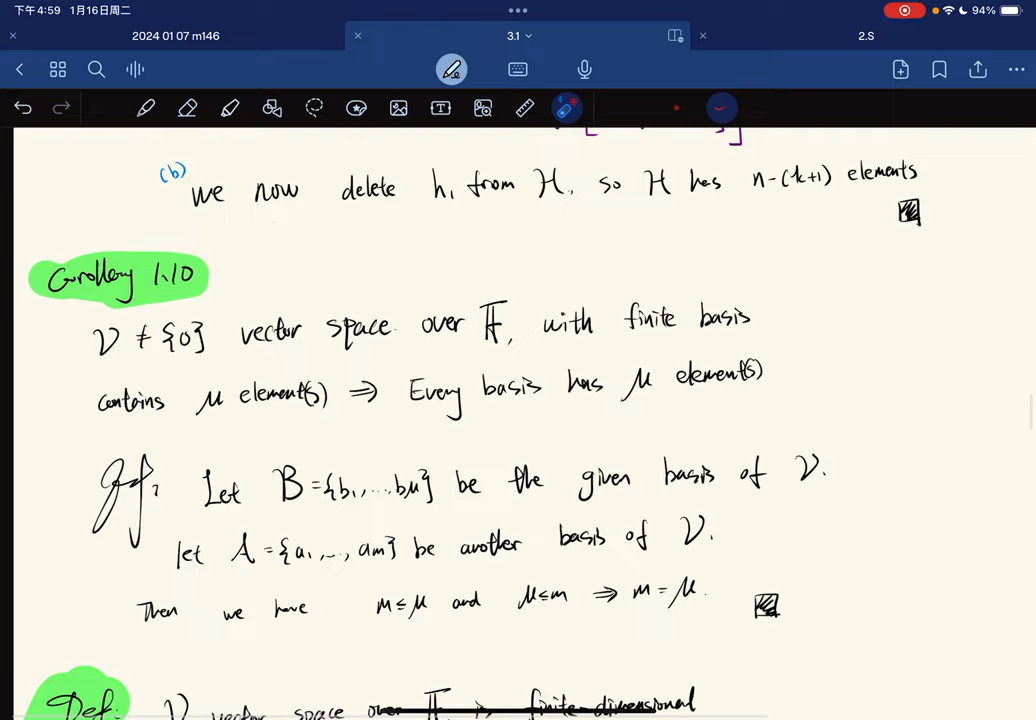 下午4:59 1月16日周二
94%
2024 01 07 m146
3.1
2.S
(b) we now delete h₁ from H, so H has n-(k+1) elements
Corollary 1.10
V ≠ {0} vector space over F, with finite basis
contains μ element(s) ⇒ Every basis has μ element(s)
pf: Let B = {b₁,...bμ} be the given basis of V.
let A = {a₁,..., am} be another basis of V.
Then we have m ≤ μ and μ ≤ m ⇒ m = μ.
Def: V vector space over F is finite-dimensional